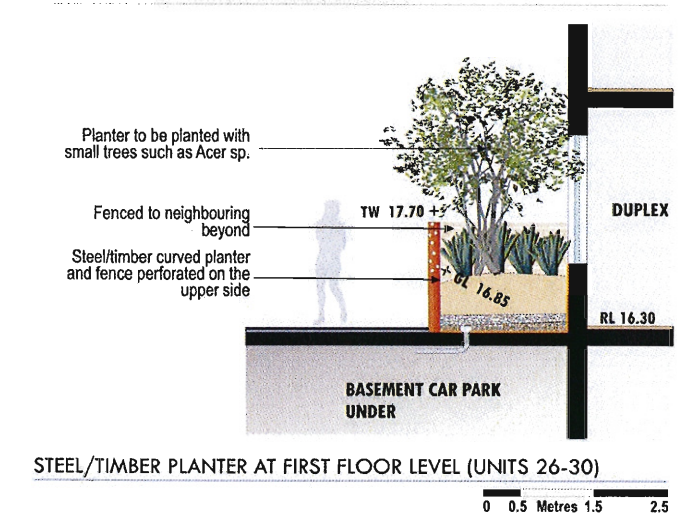 Planter to be planted with
small trees such as Acer sp.
Fenced to neighbouring
beyond
TW 17.70
Steel/timber curved planter
and fence perforated on the
upper side
GL 16.85
DUPLEX
RL 16.30
BASEMENT CAR PARK
UNDER
STEEL/TIMBER PLANTER AT FIRST FLOOR LEVEL (UNITS 26-30)
0 0.5 Metres 1.5 2.5